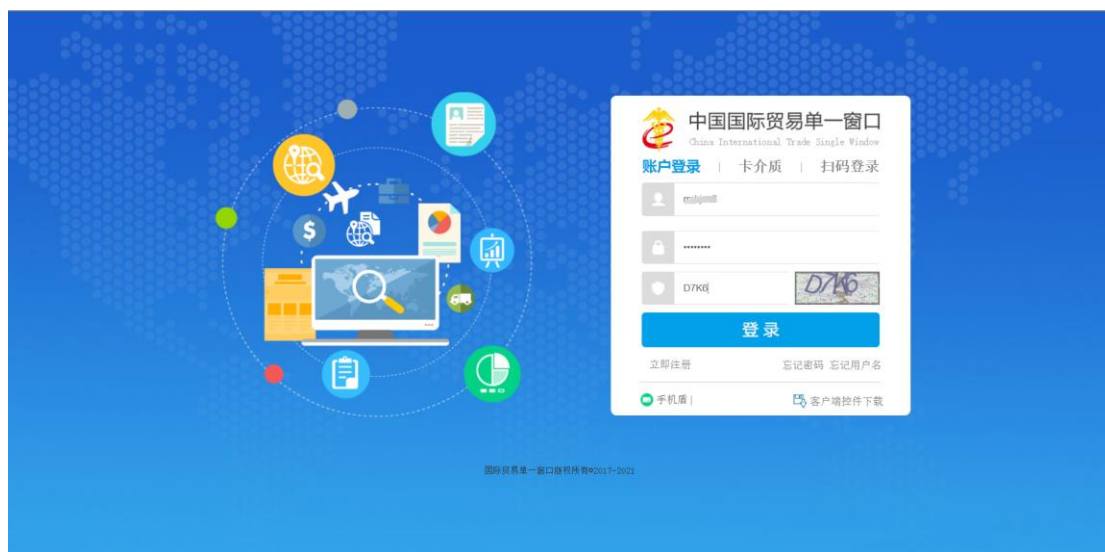 中国国际贸易单一窗口
China International Trade Single Window
账户登录 | 卡介质 | 扫码登录
········
D7K6 D7K6
登录
立即注册 忘记密码 忘记用户名
手机盾 | 客户端控件下载
国际贸易单一窗口版权所有©2017-2021